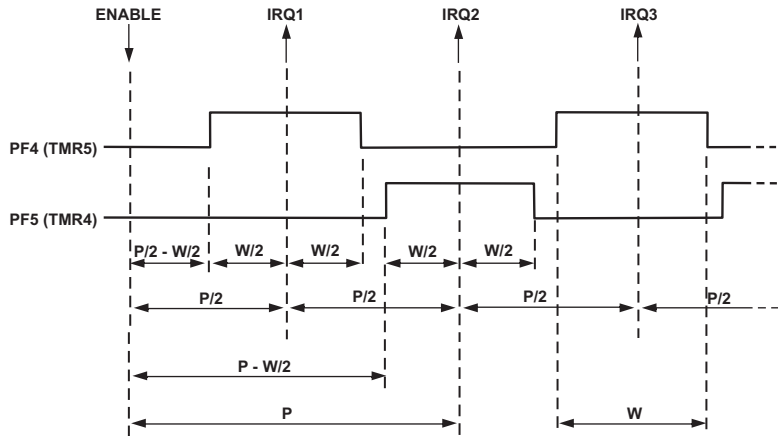 ENABLE IRQ1 IRQ2 IRQ3
PF4 (TMR5)
PF5 (TMR4)
P/2 - W/2 W/2 W/2 W/2 W/2
P/2 P/2 P/2 P/2
P - W/2
P W